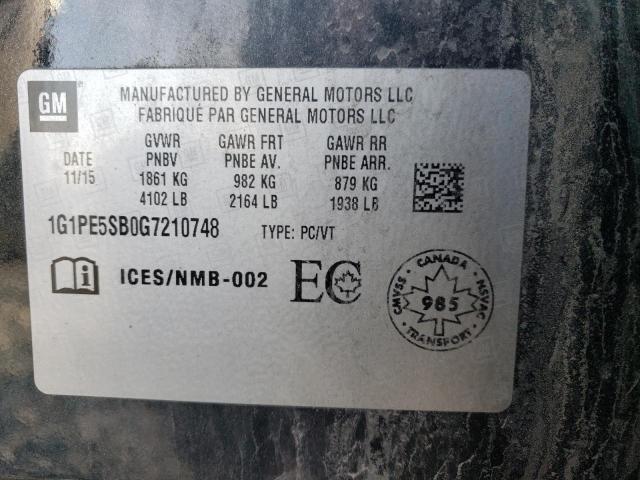 GM
MANUFACTURED BY GENERAL MOTORS LLC
FABRIQUÉ PAR GENERAL MOTORS LLC
DATE
11/15
GVWR
PNBV
1861 KG
4102 LB
GAWR FRT
PNBE AV.
982 KG
2164 LB
GAWR RR
PNBE ARR.
879 KG
1938 LB
1G1PE5SB0G7210748 TYPE: PC/VT
ICES/NMB-002
EC
CANADA
CMVSS
NSVAC
985
TRANSPORT